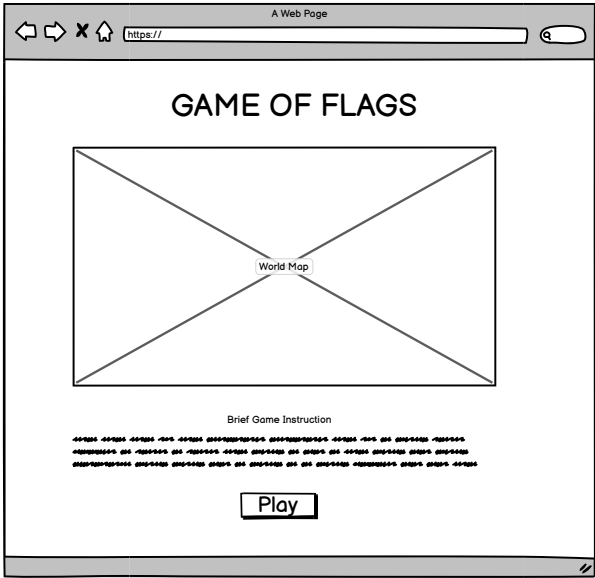 A Web Page
https://
GAME OF FLAGS
World Map
Brief Game Instruction
Play